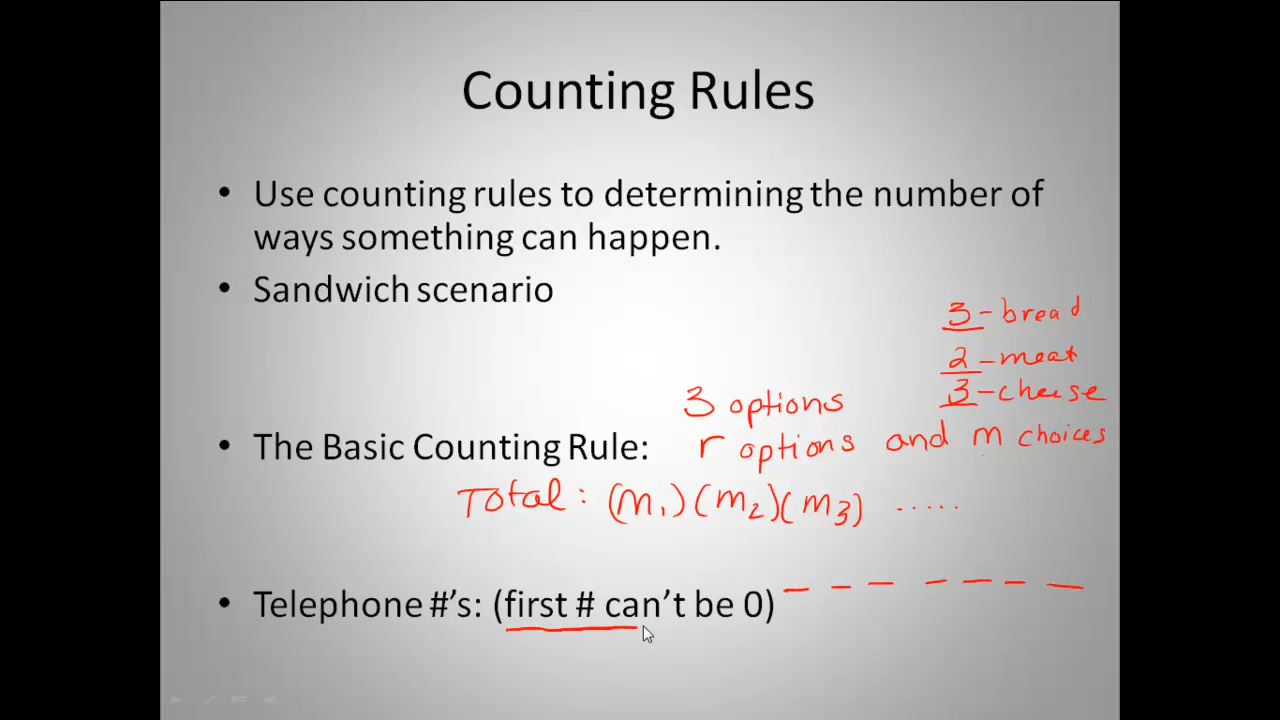 Counting Rules
• Use counting rules to determining the number of
ways something can happen.
• Sandwich scenario
3 - bread
2 - meat
3 - cheese
3 options
• The Basic Counting Rule: r options and m choices
Total: (m₁)(m₂)(m₃) .....
• Telephone #’s: (first # can’t be 0) _ _ _ _ _ _ _